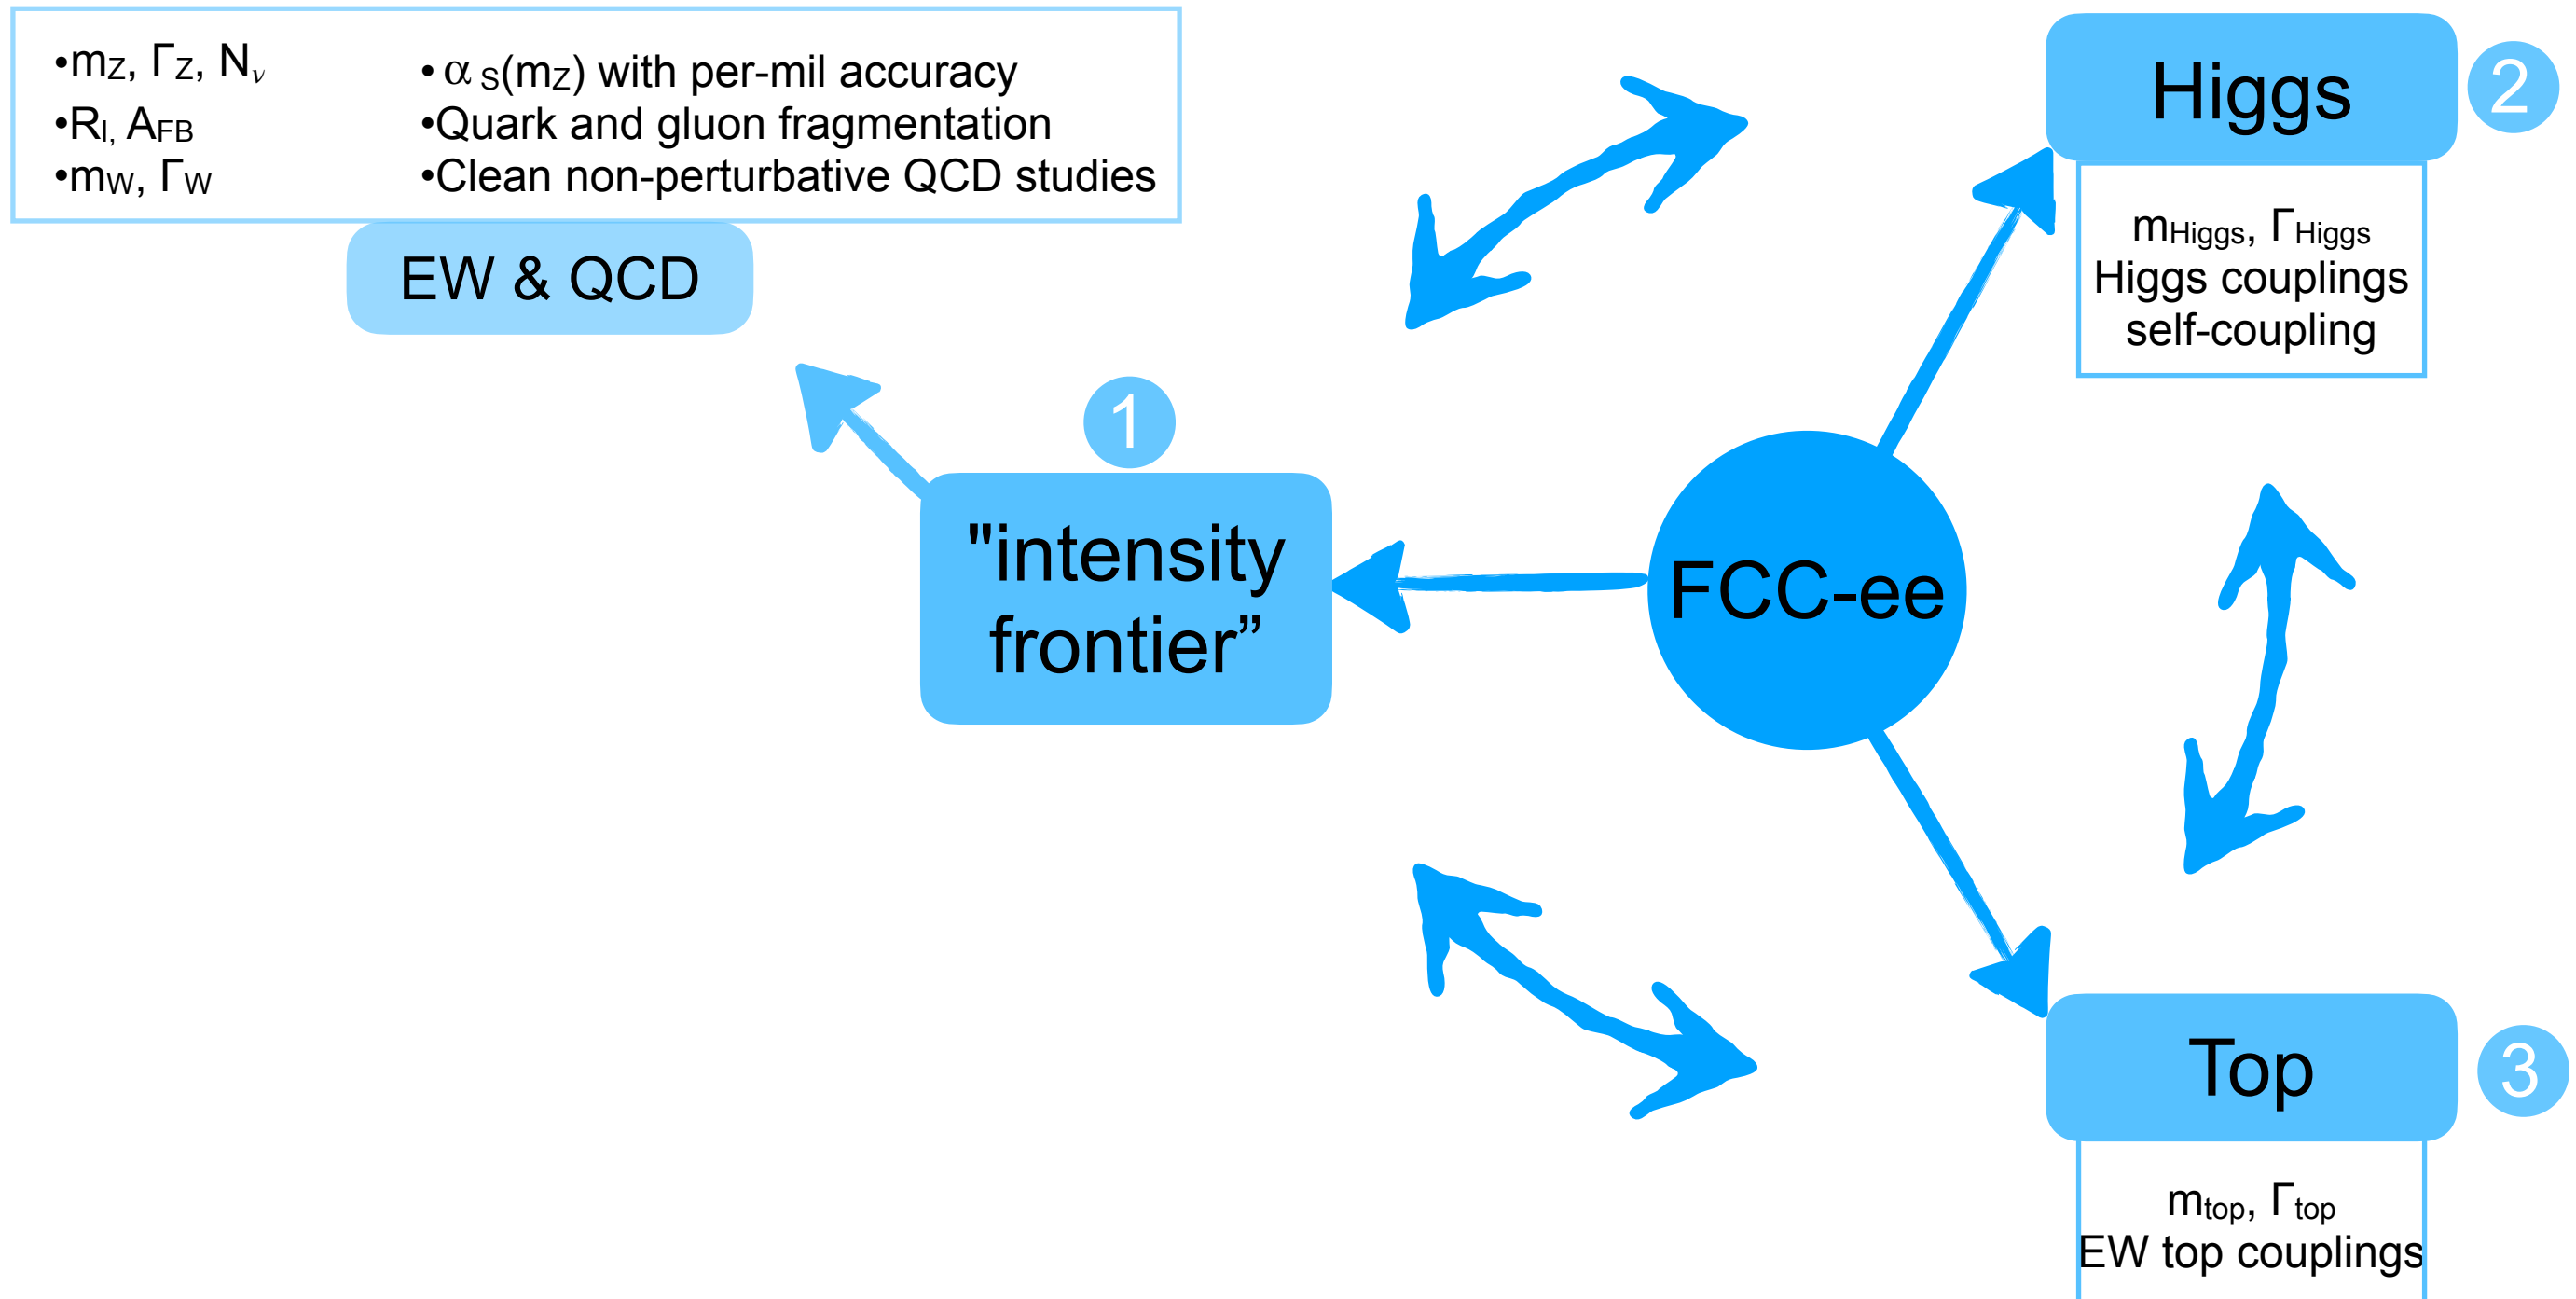 •mZ, ΓZ, Nν
•Rl, AFB
•mW, ΓW
•αS(mZ) with per-mil accuracy
•Quark and gluon fragmentation
•Clean non-perturbative QCD studies
EW & QCD
1
"intensity
frontier”
FCC-ee
Higgs
2
mHiggs, ΓHiggs
Higgs couplings
self-coupling
Top
3
mtop, Γtop
EW top couplings